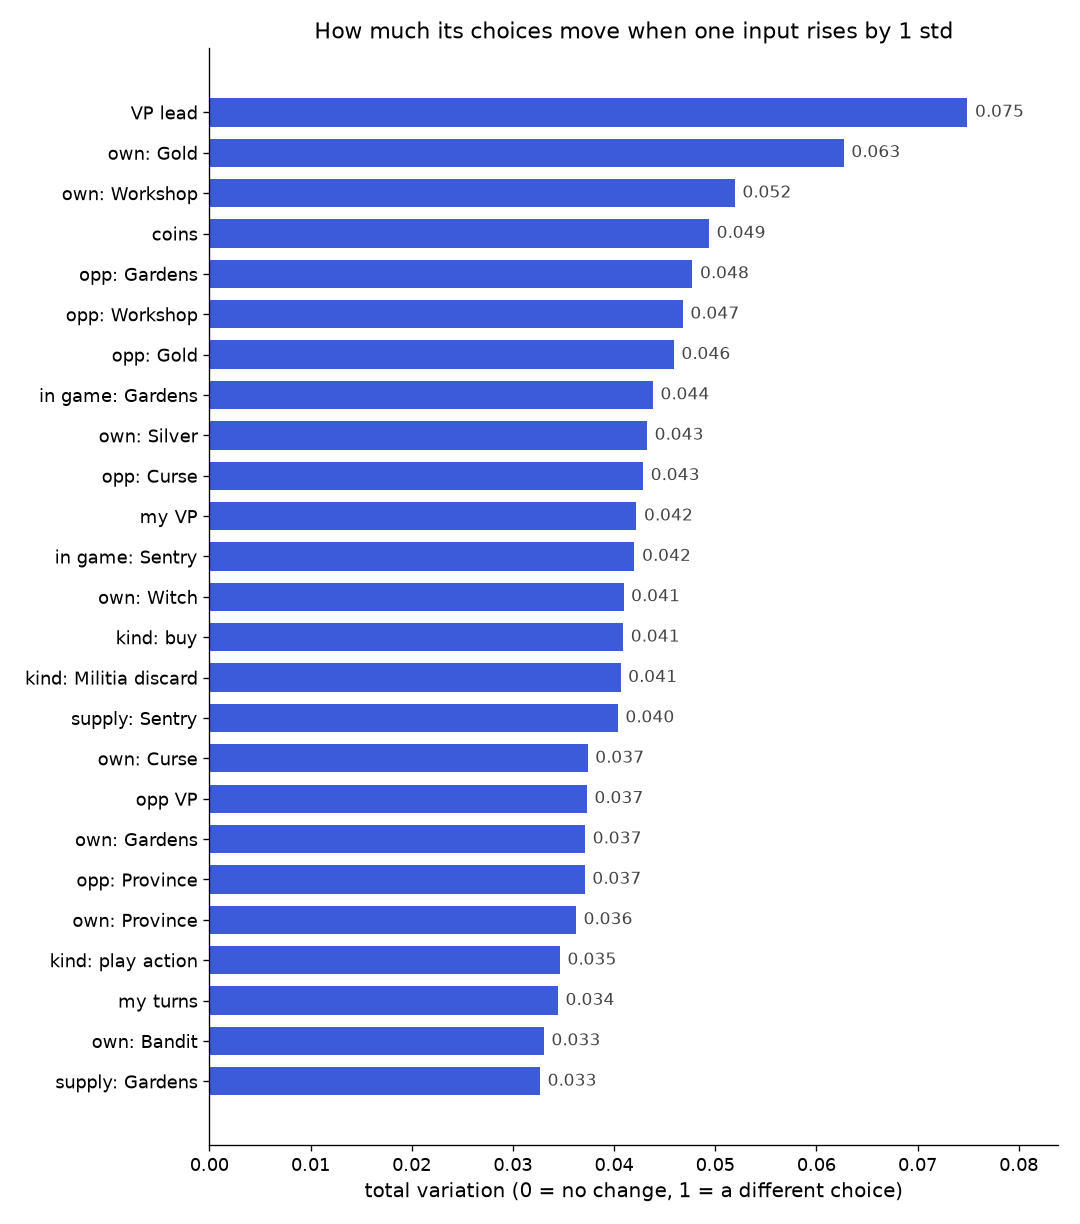 How much its choices move when one input rises by 1 std
VP lead 0.075
own: Gold 0.063
own: Workshop 0.052
coins 0.049
opp: Gardens 0.048
opp: Workshop 0.047
opp: Gold 0.046
in game: Gardens 0.044
own: Silver 0.043
opp: Curse 0.043
my VP 0.042
in game: Sentry 0.042
own: Witch 0.041
kind: buy 0.041
kind: Militia discard 0.041
supply: Sentry 0.040
own: Curse 0.037
opp VP 0.037
own: Gardens 0.037
opp: Province 0.037
own: Province 0.036
kind: play action 0.035
my turns 0.034
own: Bandit 0.033
supply: Gardens 0.033
0.00 0.01 0.02 0.03 0.04 0.05 0.06 0.07 0.08
total variation (0 = no change, 1 = a different choice)